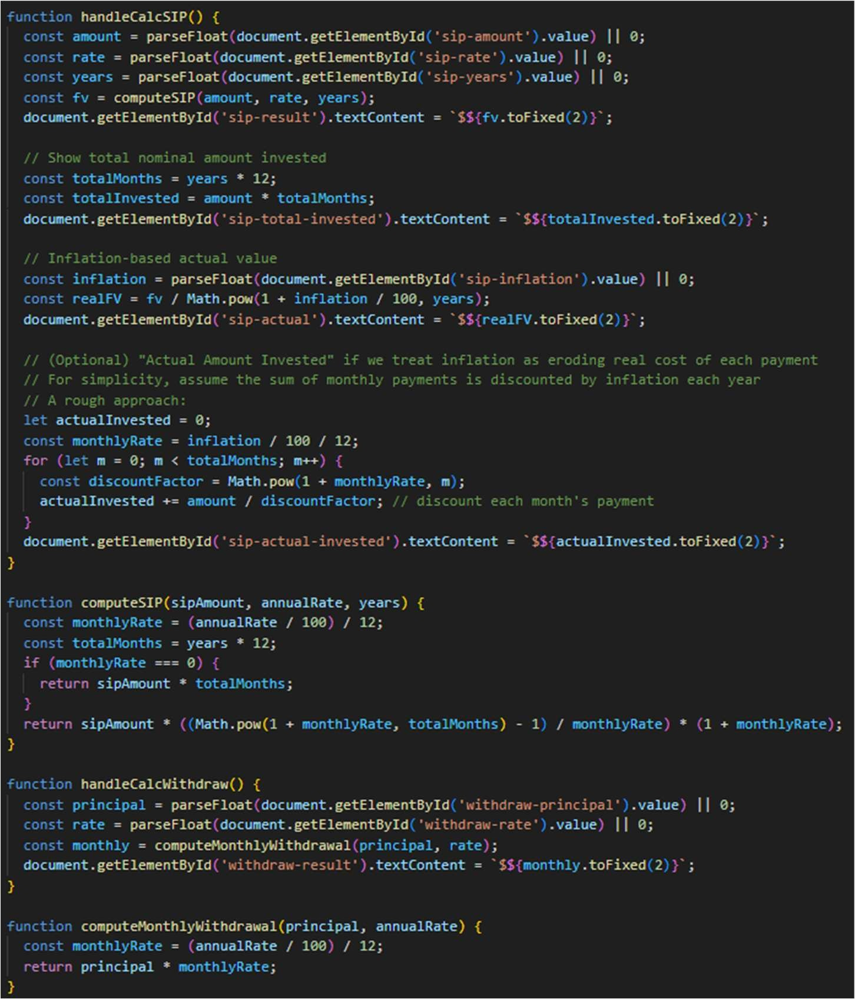 function handleCalcSIP() {
  const amount = parseFloat(document.getElementById('sip-amount').value) || 0;
  const rate = parseFloat(document.getElementById('sip-rate').value) || 0;
  const years = parseFloat(document.getElementById('sip-years').value) || 0;
  const fv = computeSIP(amount, rate, years);
  document.getElementById('sip-result').textContent = `$${fv.toFixed(2)}`;

  // Show total nominal amount invested
  const totalMonths = years * 12;
  const totalInvested = amount * totalMonths;
  document.getElementById('sip-total-invested').textContent = `$${totalInvested.toFixed(2)}`;

  // Inflation-based actual value
  const inflation = parseFloat(document.getElementById('sip-inflation').value) || 0;
  const realFV = fv / Math.pow(1 + inflation / 100, years);
  document.getElementById('sip-actual').textContent = `$${realFV.toFixed(2)}`;

  // (Optional) "Actual Amount Invested" if we treat inflation as eroding real cost of each payment
  // For simplicity, assume the sum of monthly payments is discounted by inflation each year
  // A rough approach:
  let actualInvested = 0;
  const monthlyRate = inflation / 100 / 12;
  for (let m = 0; m < totalMonths; m++) {
    const discountFactor = Math.pow(1 + monthlyRate, m);
    actualInvested += amount / discountFactor; // discount each month's payment
  }
  document.getElementById('sip-actual-invested').textContent = `$${actualInvested.toFixed(2)}`;
}

function computeSIP(sipAmount, annualRate, years) {
  const monthlyRate = (annualRate / 100) / 12;
  const totalMonths = years * 12;
  if (monthlyRate === 0) {
    return sipAmount * totalMonths;
  }
  return sipAmount * ((Math.pow(1 + monthlyRate, totalMonths) - 1) / monthlyRate) * (1 + monthlyRate);
}

function handleCalcWithdraw() {
  const principal = parseFloat(document.getElementById('withdraw-principal').value) || 0;
  const rate = parseFloat(document.getElementById('withdraw-rate').value) || 0;
  const monthly = computeMonthlyWithdrawal(principal, rate);
  document.getElementById('withdraw-result').textContent = `$${monthly.toFixed(2)}`;
}

function computeMonthlyWithdrawal(principal, annualRate) {
  const monthlyRate = (annualRate / 100) / 12;
  return principal * monthlyRate;
}